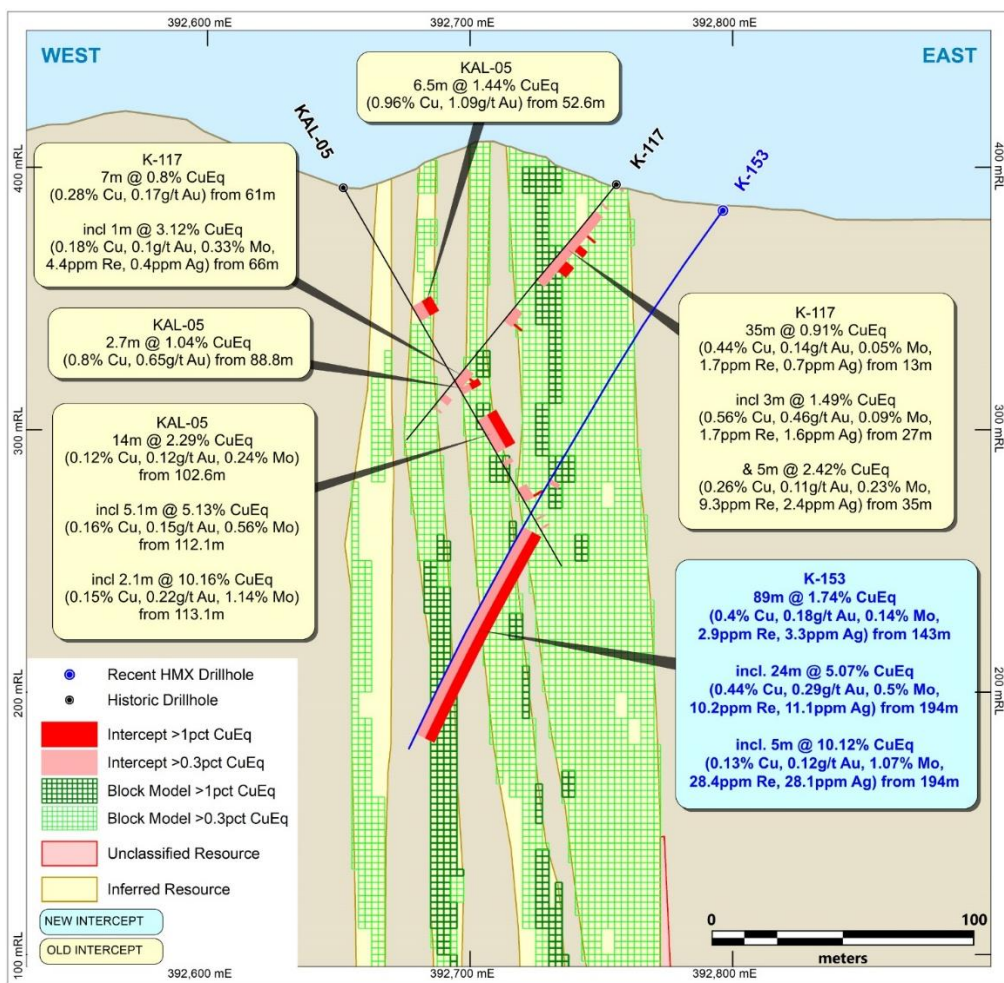 392,600 mE
392,700 mE
392,800 mE
WEST
EAST
KAL-05
6.5m @ 1.44% CuEq
(0.96% Cu, 1.09g/t Au) from 52.6m
KAL-05
K-117
K-153
400 mRL
400 mRL
K-117
7m @ 0.8% CuEq
(0.28% Cu, 0.17g/t Au) from 61m
incl 1m @ 3.12% CuEq
(0.18% Cu, 0.1g/t Au, 0.33% Mo,
4.4ppm Re, 0.4ppm Ag) from 66m
KAL-05
2.7m @ 1.04% CuEq
(0.8% Cu, 0.65g/t Au) from 88.8m
K-117
35m @ 0.91% CuEq
(0.44% Cu, 0.14g/t Au, 0.05% Mo,
1.7ppm Re, 0.7ppm Ag) from 13m
incl 3m @ 1.49% CuEq
(0.56% Cu, 0.46g/t Au, 0.09% Mo,
1.7ppm Re, 1.6ppm Ag) from 27m
& 5m @ 2.42% CuEq
(0.26% Cu, 0.11g/t Au, 0.23% Mo,
9.3ppm Re, 2.4ppm Ag) from 35m
300 mRL
300 mRL
KAL-05
14m @ 2.29% CuEq
(0.12% Cu, 0.12g/t Au, 0.24% Mo)
from 102.6m
incl 5.1m @ 5.13% CuEq
(0.16% Cu, 0.15g/t Au, 0.56% Mo)
from 112.1m
incl 2.1m @ 10.16% CuEq
(0.15% Cu, 0.22g/t Au, 1.14% Mo)
from 113.1m
K-153
89m @ 1.74% CuEq
(0.4% Cu, 0.18g/t Au, 0.14% Mo,
2.9ppm Re, 3.3ppm Ag) from 143m
incl. 24m @ 5.07% CuEq
(0.44% Cu, 0.29g/t Au, 0.5% Mo,
10.2ppm Re, 11.1ppm Ag) from 194m
incl. 5m @ 10.12% CuEq
(0.13% Cu, 0.12g/t Au, 1.07% Mo,
28.4ppm Re, 28.1ppm Ag) from 194m
200 mRL
200 mRL
Recent HMX Drillhole
Historic Drillhole
Intercept >1pct CuEq
Intercept >0.3pct CuEq
Block Model >1pct CuEq
Block Model >0.3pct CuEq
Unclassified Resource
Inferred Resource
NEW INTERCEPT
OLD INTERCEPT
0
100
meters
100 mRL
100 mRL
392,600 mE
392,700 mE
392,800 mE